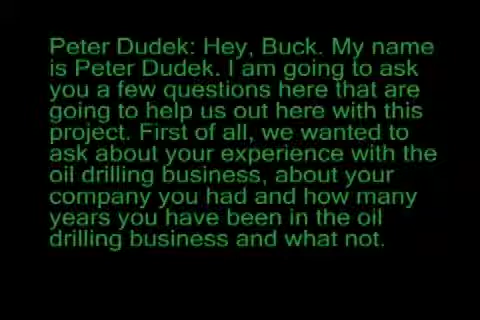 Peter Dudek: Hey, Buck. My name
is Peter Dudek. I am going to ask
you a few questions here that are
going to help us out here with this
project. First of all, we wanted to
ask about your experience with the
oil drilling business, about your
company you had and how many
years you have been in the oil
drilling business and what not.